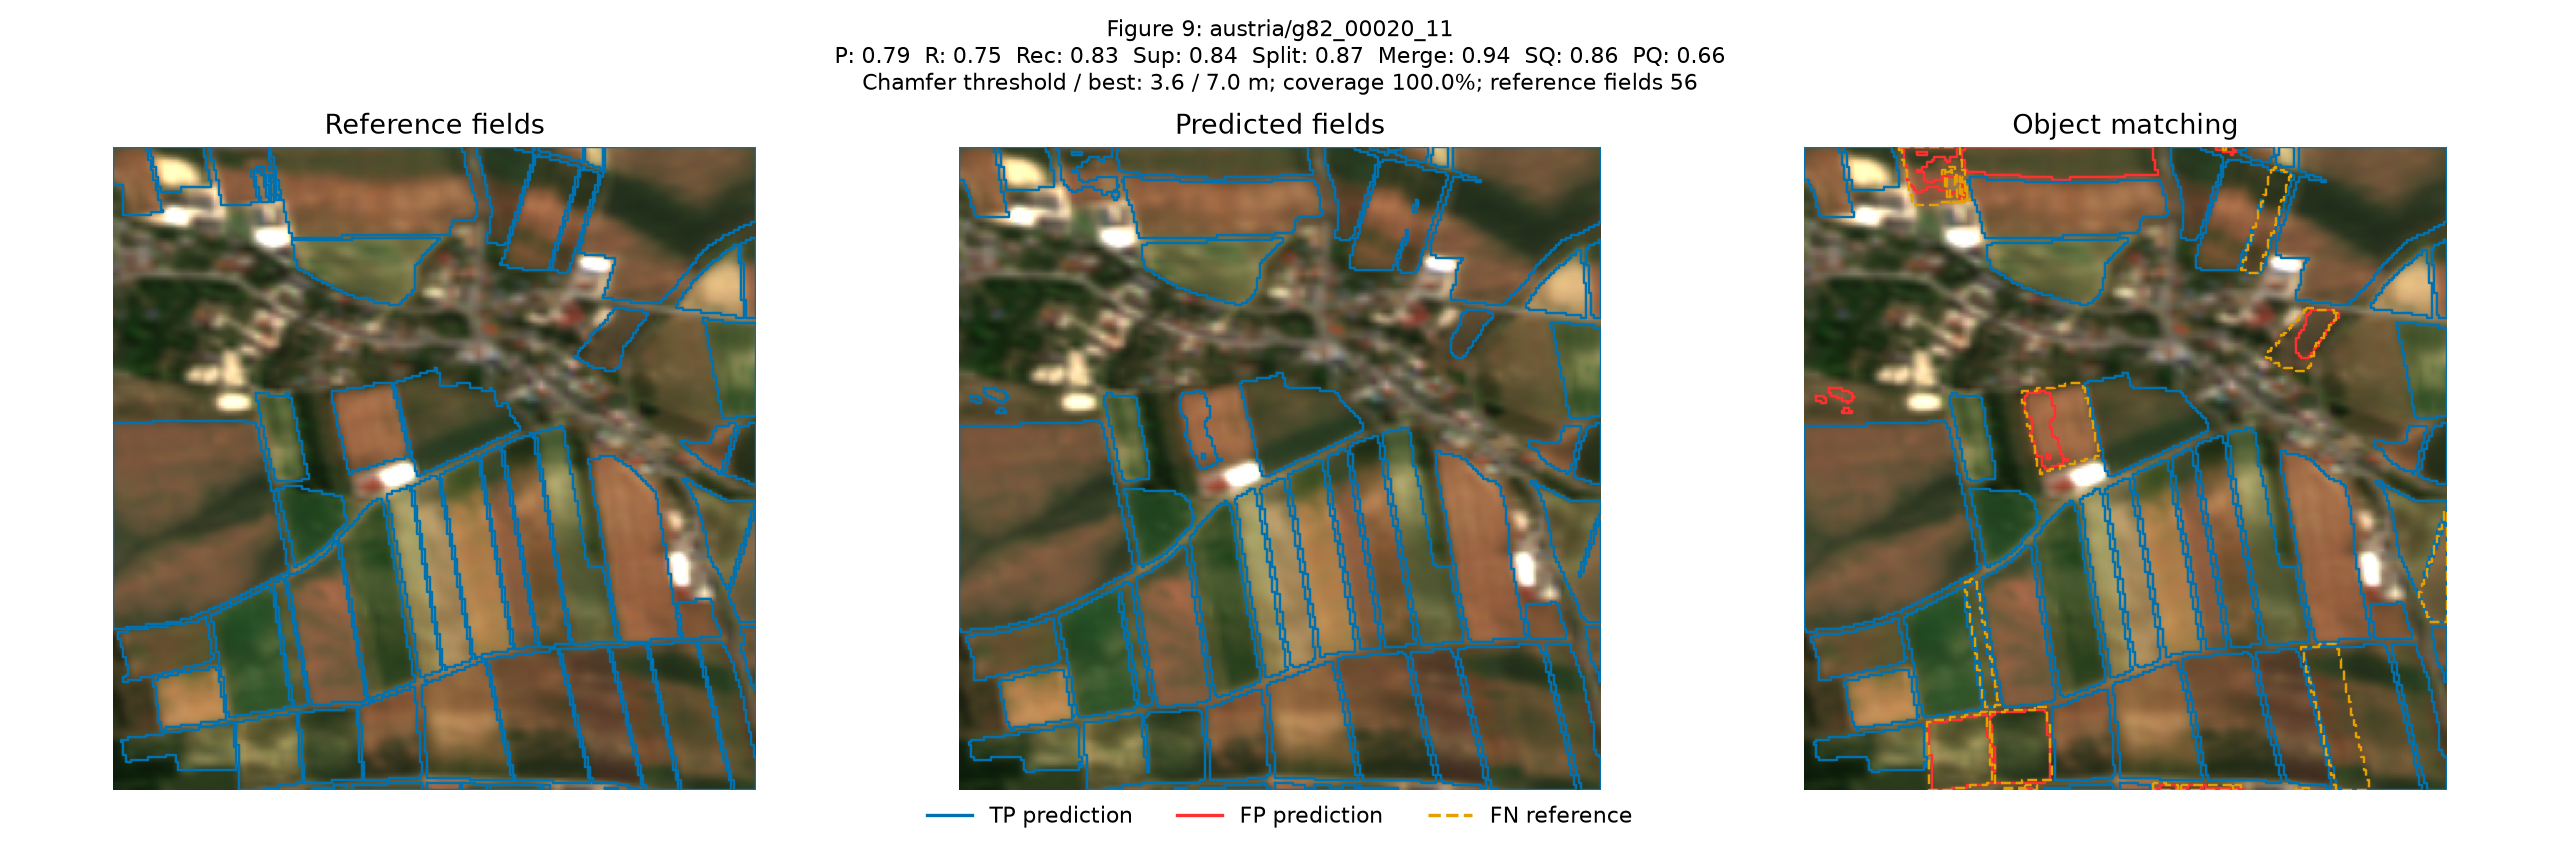 Figure 9: austria/g82_00020_11
P: 0.79 R: 0.75 Rec: 0.83 Sup: 0.84 Split: 0.87 Merge: 0.94 SQ: 0.86 PQ: 0.66
Chamfer threshold / best: 3.6 / 7.0 m; coverage 100.0%; reference fields 56
Reference fields
Predicted fields
Object matching
TP prediction
FP prediction
FN reference